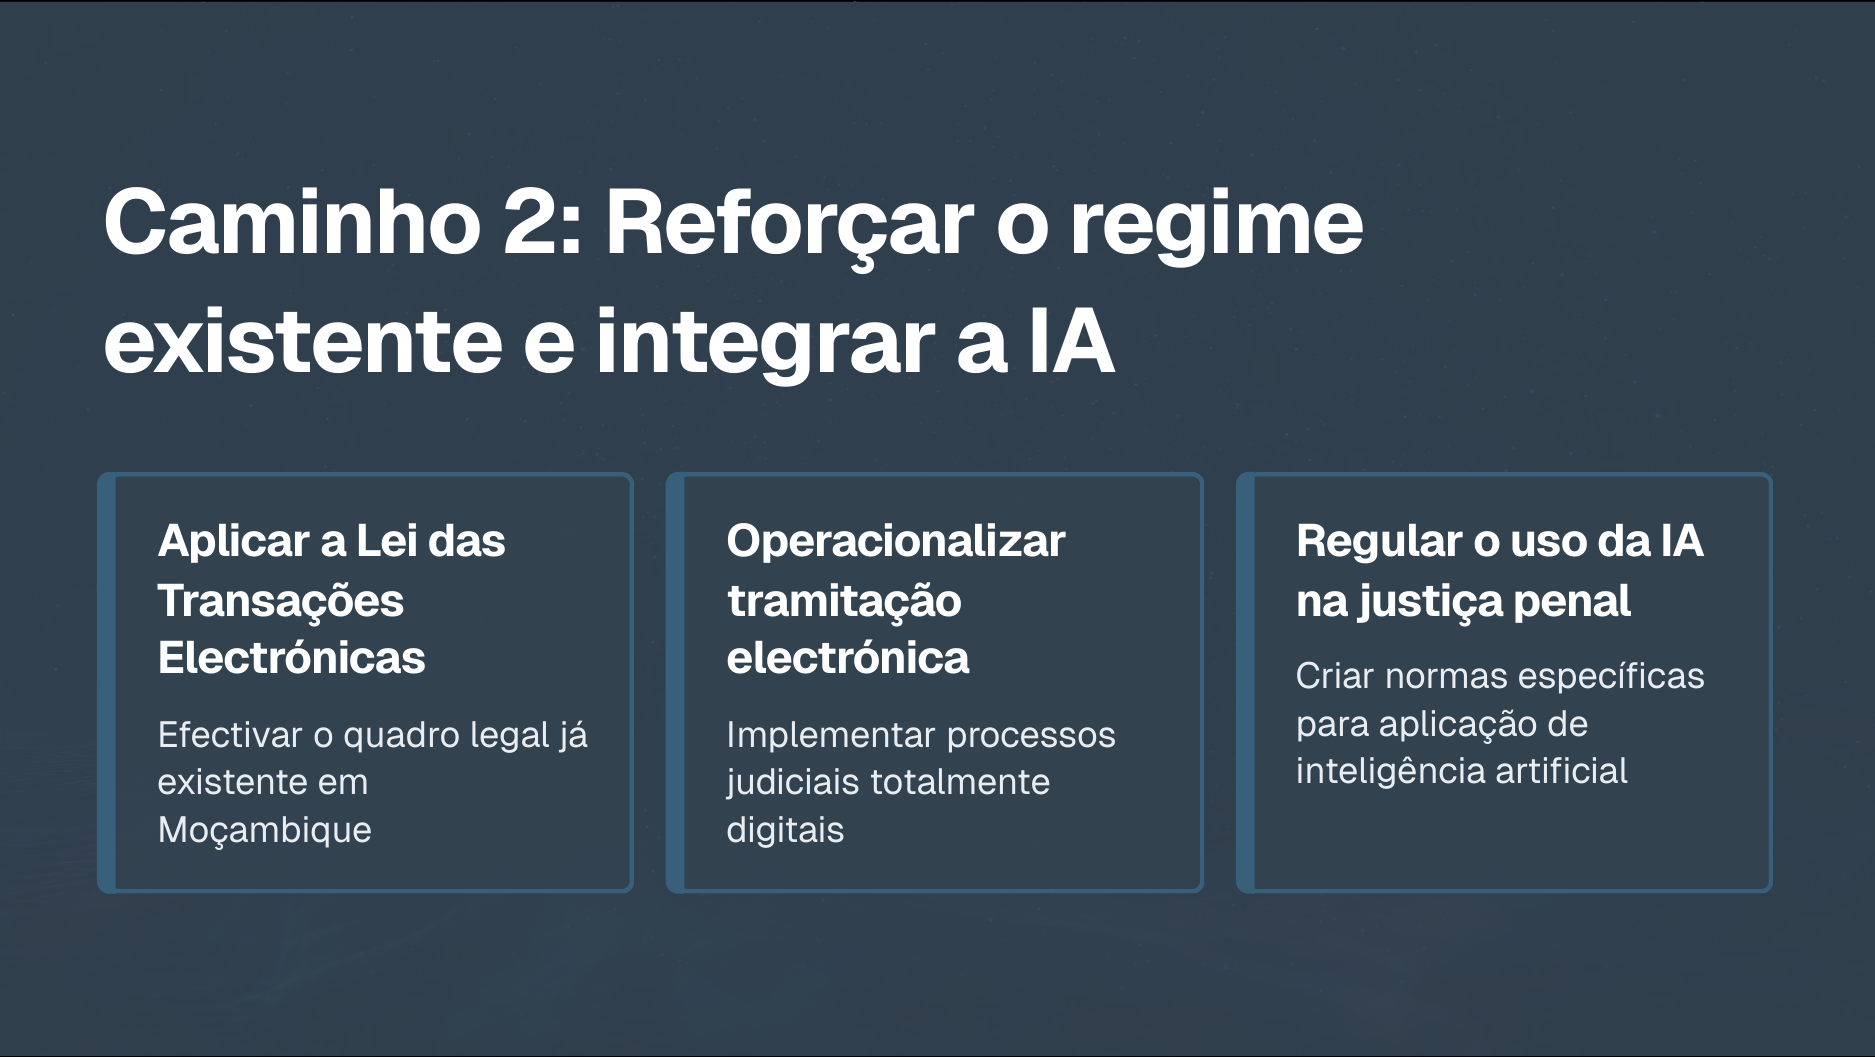 Caminho 2: Reforçar o regime
existente e integrar a IA
Aplicar a Lei das
Transações
Electrónicas
Efectivar o quadro legal já
existente em
Moçambique
Operacionalizar
tramitação
electrónica
Implementar processos
judiciais totalmente
digitais
Regular o uso da IA
na justiça penal
Criar normas específicas
para aplicação de
inteligência artificial